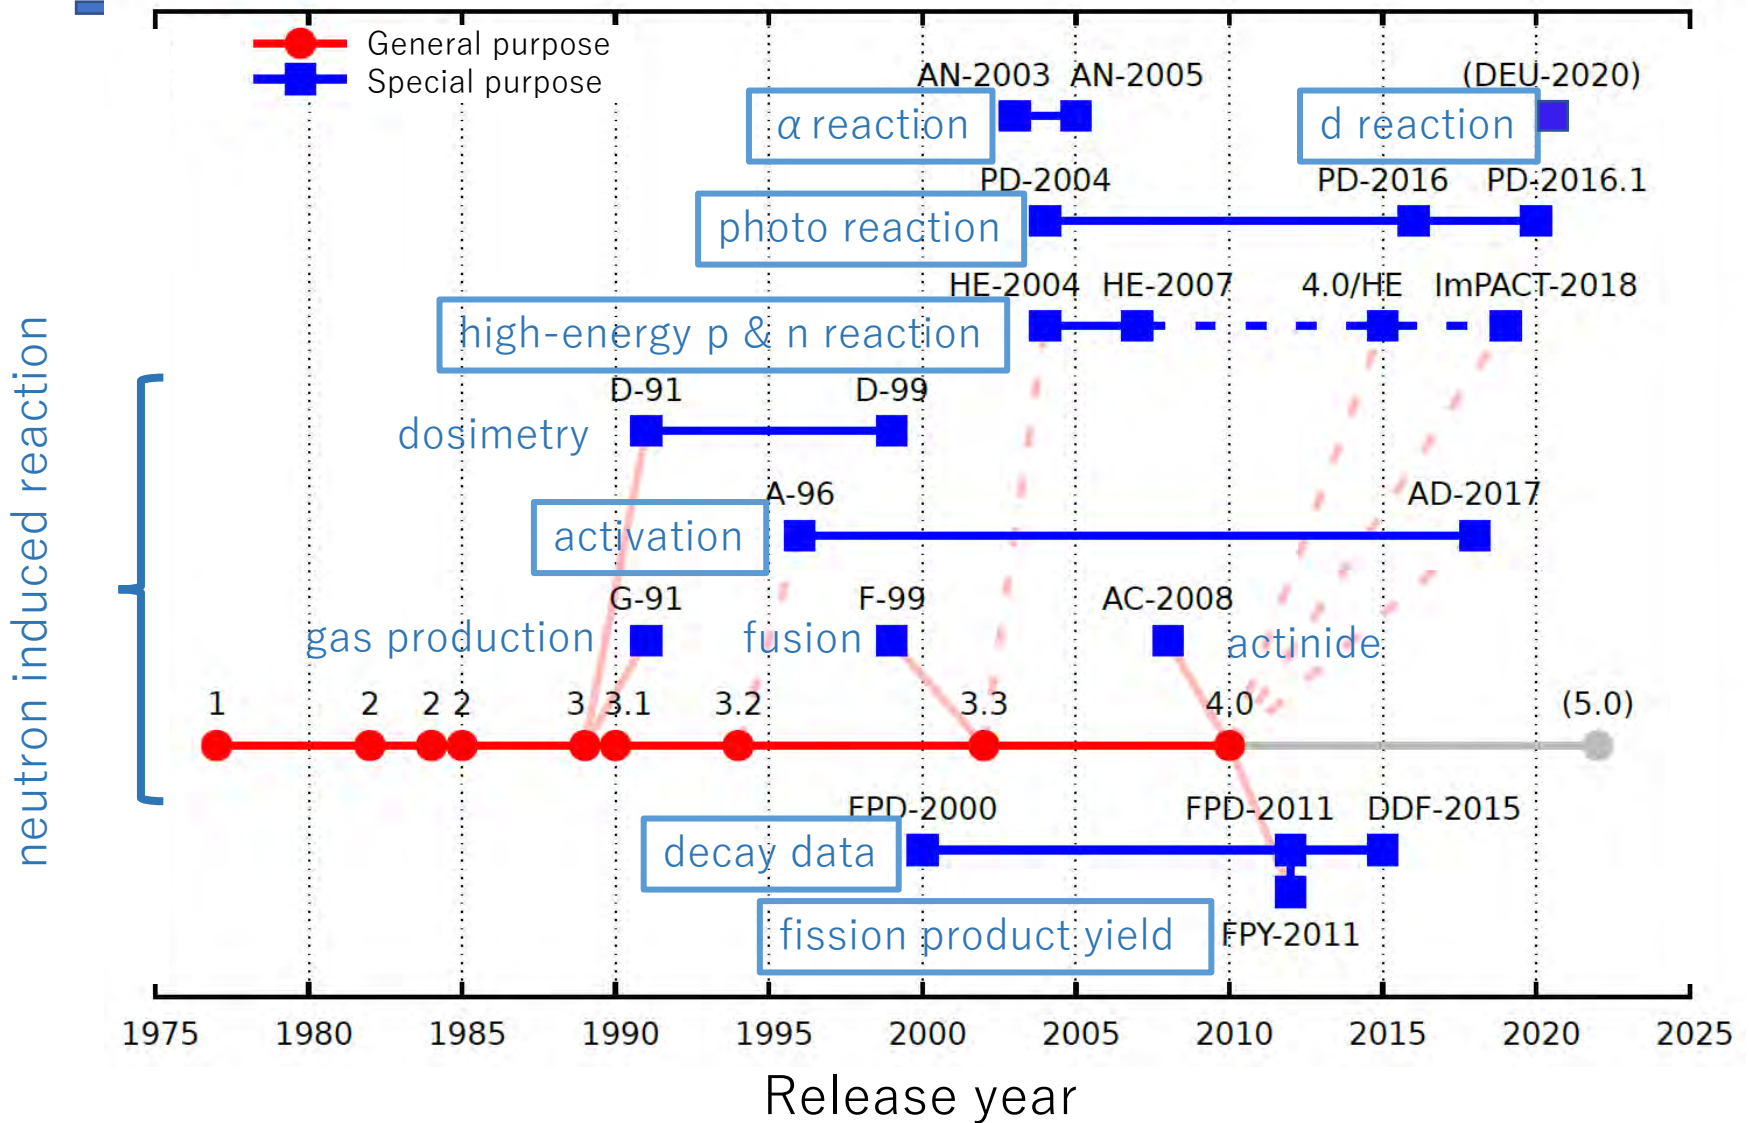 General purpose
Special purpose
AN-2003 AN-2005 (DEU-2020)
α reaction d reaction
PD-2004 PD-2016 PD-2016.1
photo reaction
HE-2004 HE-2007 4.0/HE ImPACT-2018
high-energy p & n reaction
D-91 D-99
dosimetry
A-96 AD-2017
activation
G-91 F-99 AC-2008
gas production fusion actinide
1 2 2 2 3 3.1 3.2 3.3 4.0 (5.0)
neutron induced reaction
FPD-2000 FPD-2011 DDF-2015
decay data
fission product yield FPY-2011
1975 1980 1985 1990 1995 2000 2005 2010 2015 2020 2025
Release year